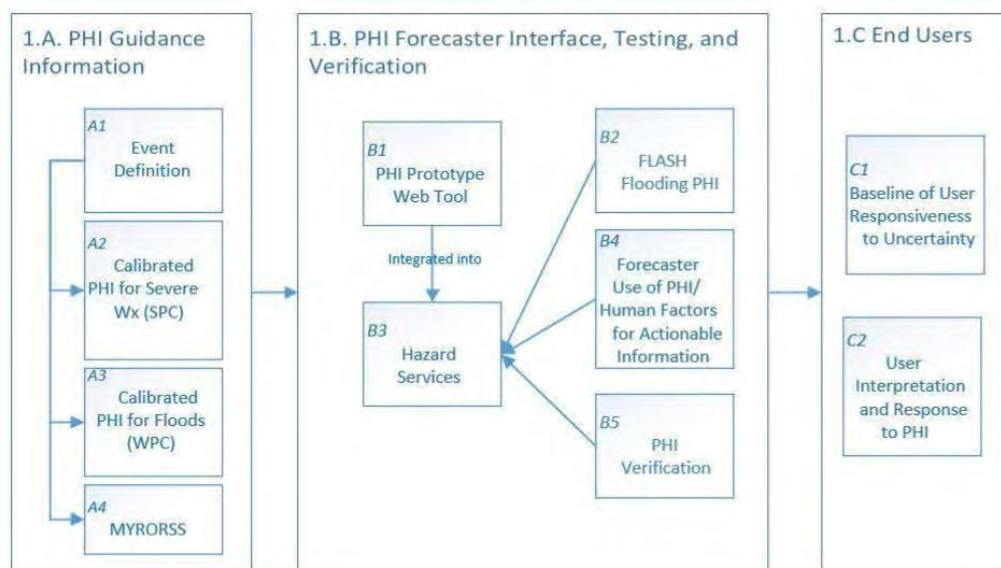 1.A. PHI Guidance
Information
A1
Event
Definition
A2
Calibrated
PHI for Severe
Wx (SPC)
A3
Calibrated
PHI for Floods
(WPC)
A4
MYRORSS
1.B. PHI Forecaster Interface, Testing, and
Verification
B1
PHI Prototype
Web Tool
Integrated into
B3
Hazard
Services
B2
FLASH
Flooding PHI
B4
Forecaster
Use of PHI/
Human Factors
for Actionable
Information
B5
PHI
Verification
1.C End Users
C1
Baseline of User
Responsiveness
to Uncertainty
C2
User
Interpretation
and Response
to PHI